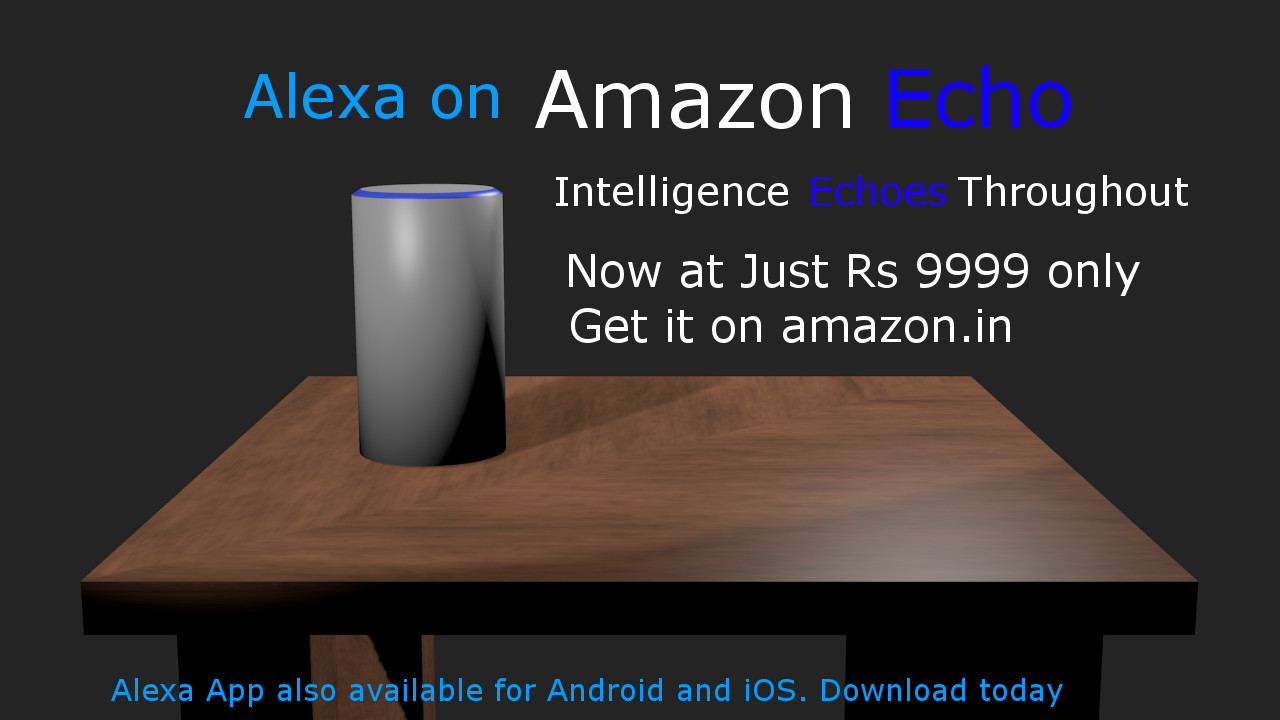 Alexa on Amazon Echo
Intelligence Echoes Throughout
Now at Just Rs 9999 only
Get it on amazon.in
Alexa App also available for Android and iOS. Download today